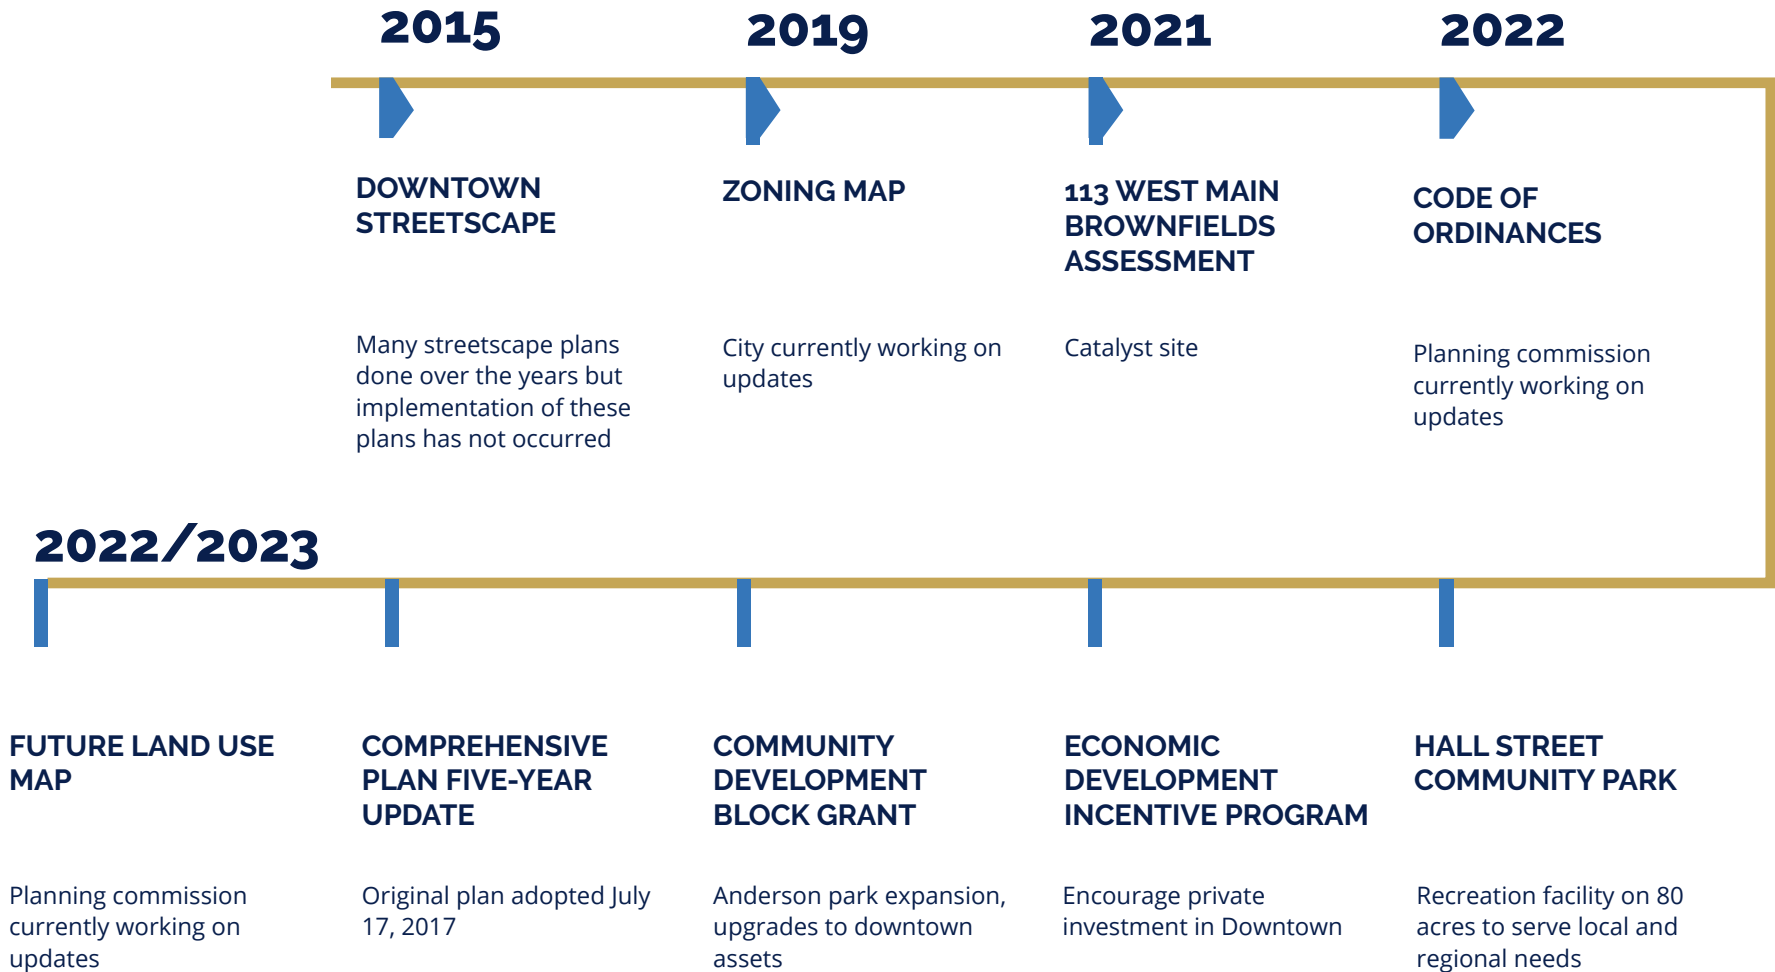 2015
DOWNTOWN
STREETSCAPE
Many streetscape plans
done over the years but
implementation of these
plans has not occurred
2019
ZONING MAP
City currently working on
updates
2021
113 WEST MAIN
BROWNFIELDS
ASSESSMENT
Catalyst site
2022
CODE OF
ORDINANCES
Planning commission
currently working on
updates
2022/2023
FUTURE LAND USE
MAP
Planning commission
currently working on
updates
COMPREHENSIVE
PLAN FIVE-YEAR
UPDATE
Original plan adopted July
17, 2017
COMMUNITY
DEVELOPMENT
BLOCK GRANT
Anderson park expansion,
upgrades to downtown
assets
ECONOMIC
DEVELOPMENT
INCENTIVE PROGRAM
Encourage private
investment in Downtown
HALL STREET
COMMUNITY PARK
Recreation facility on 80
acres to serve local and
regional needs